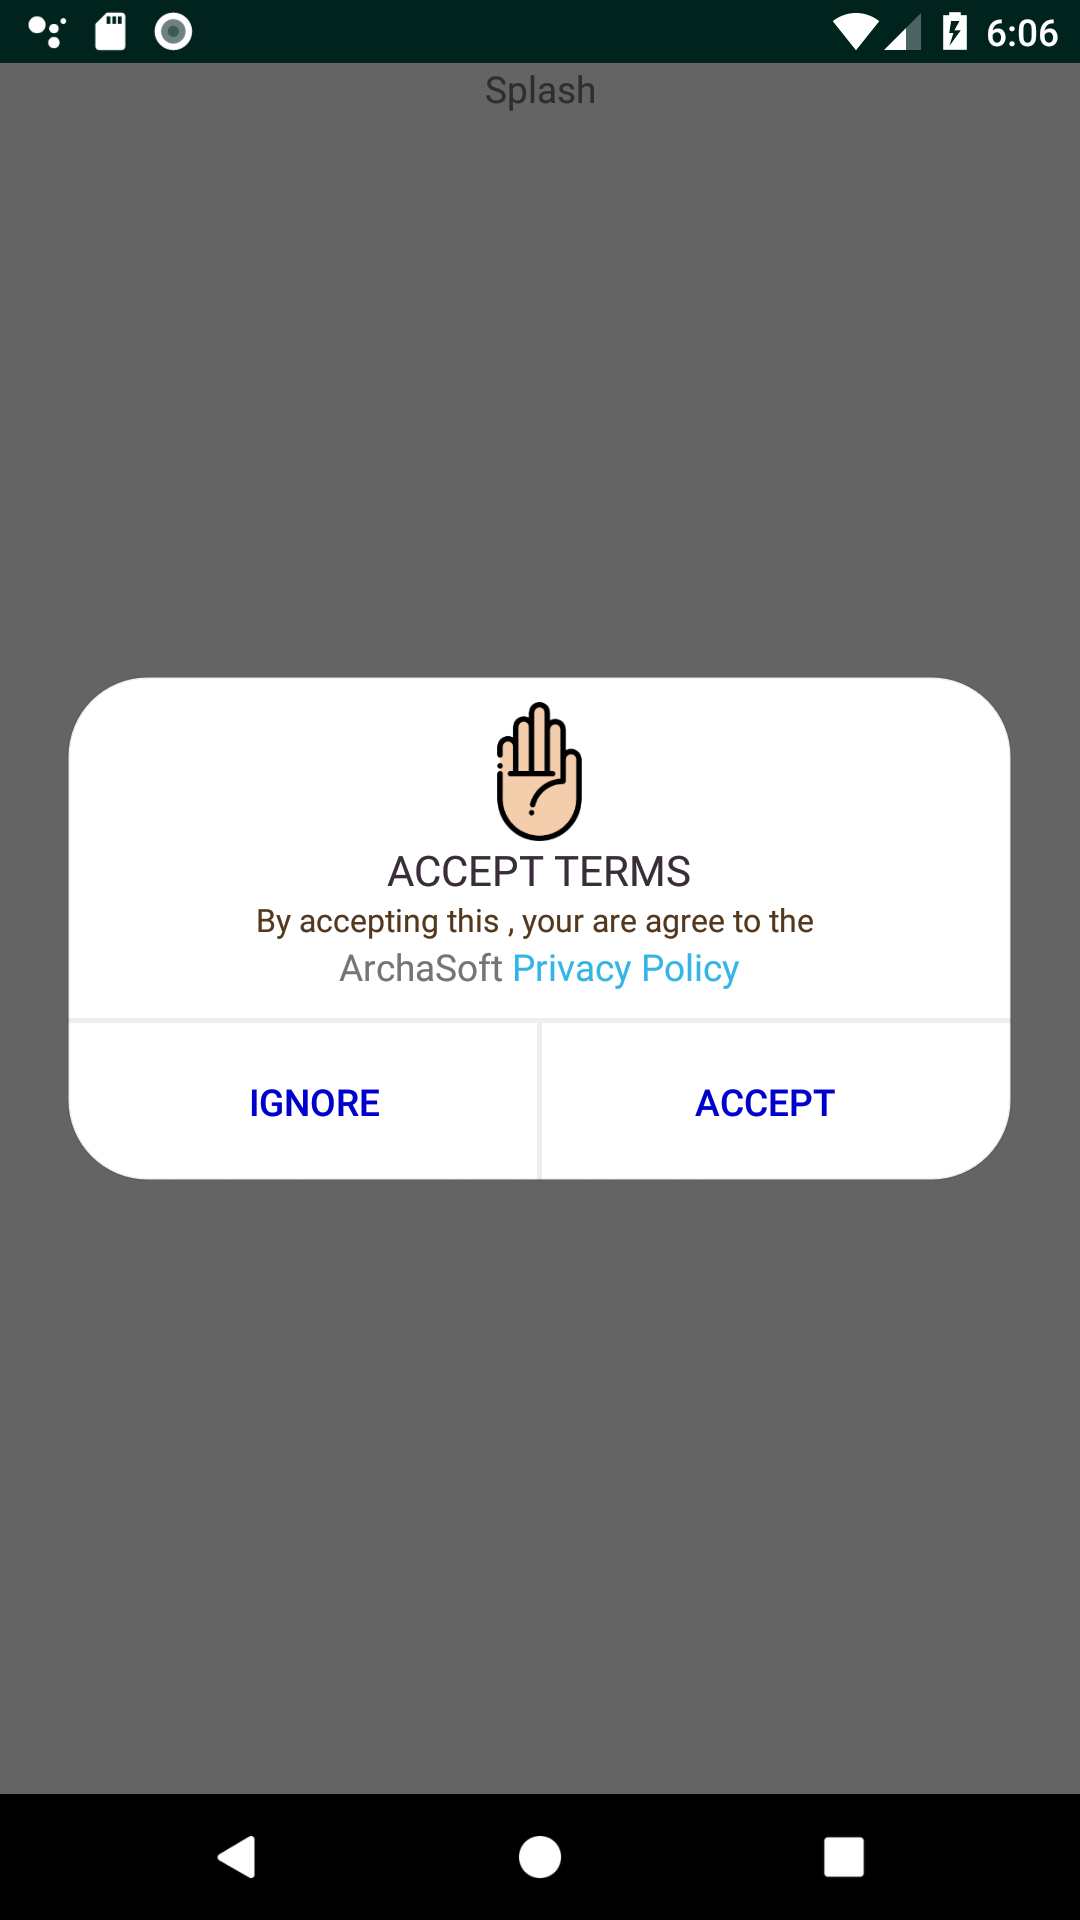 6:06
Splash
ACCEPT TERMS
By accepting this , your are agree to the
ArchaSoft Privacy Policy
IGNORE
ACCEPT